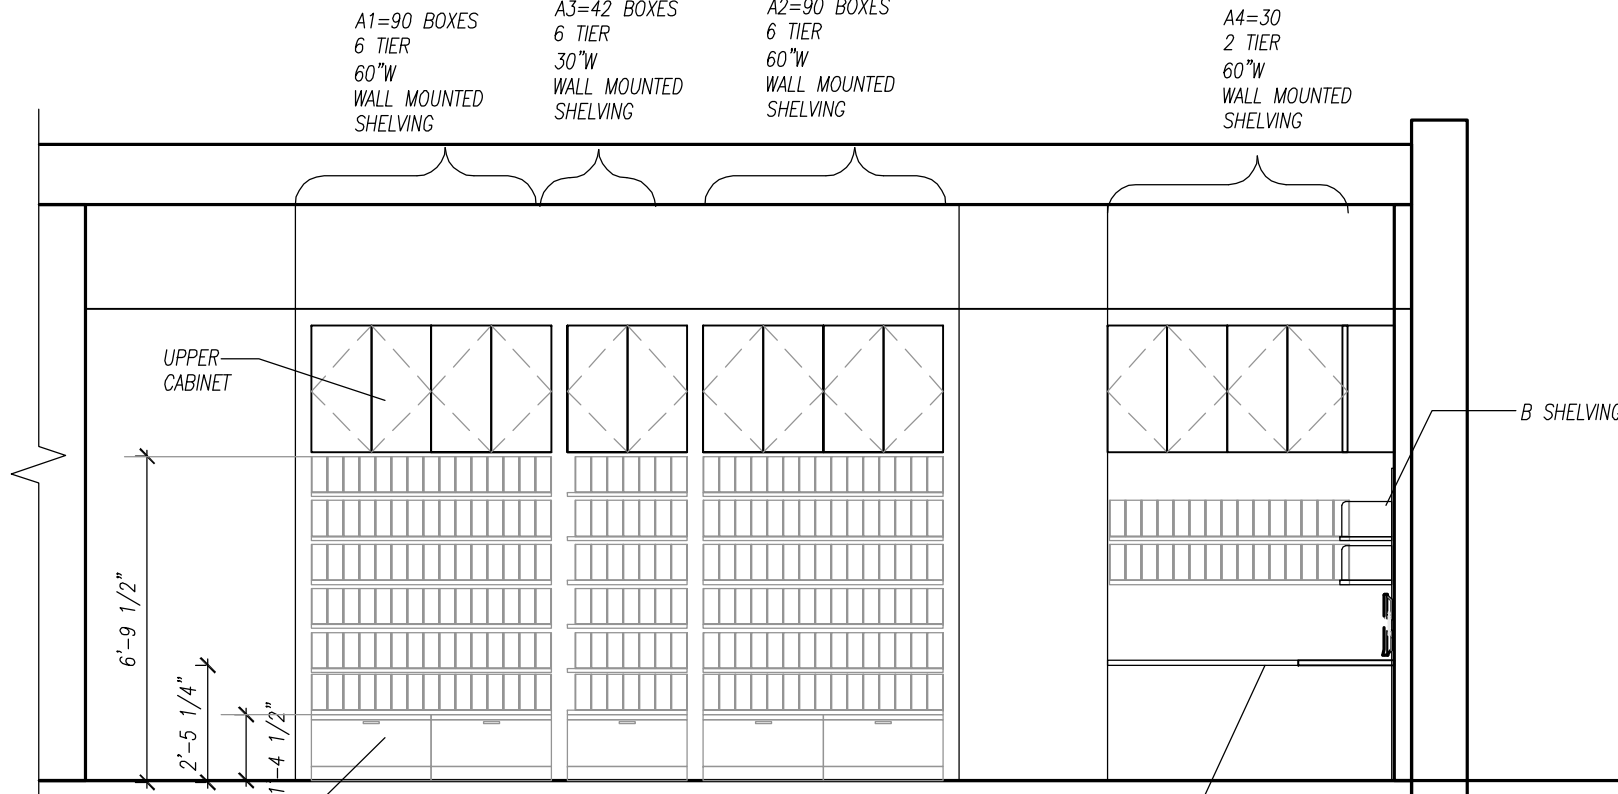 A1=90 BOXES
6 TIER
60"W
WALL MOUNTED
SHELVING
A3=42 BOXES
6 TIER
30"W
WALL MOUNTED
SHELVING
A2=90 BOXES
6 TIER
60"W
WALL MOUNTED
SHELVING
A4=30
2 TIER
60"W
WALL MOUNTED
SHELVING
UPPER
CABINET
B SHELVING
6'-9 1/2"
2'-5 1/4"
1-4 1/2"